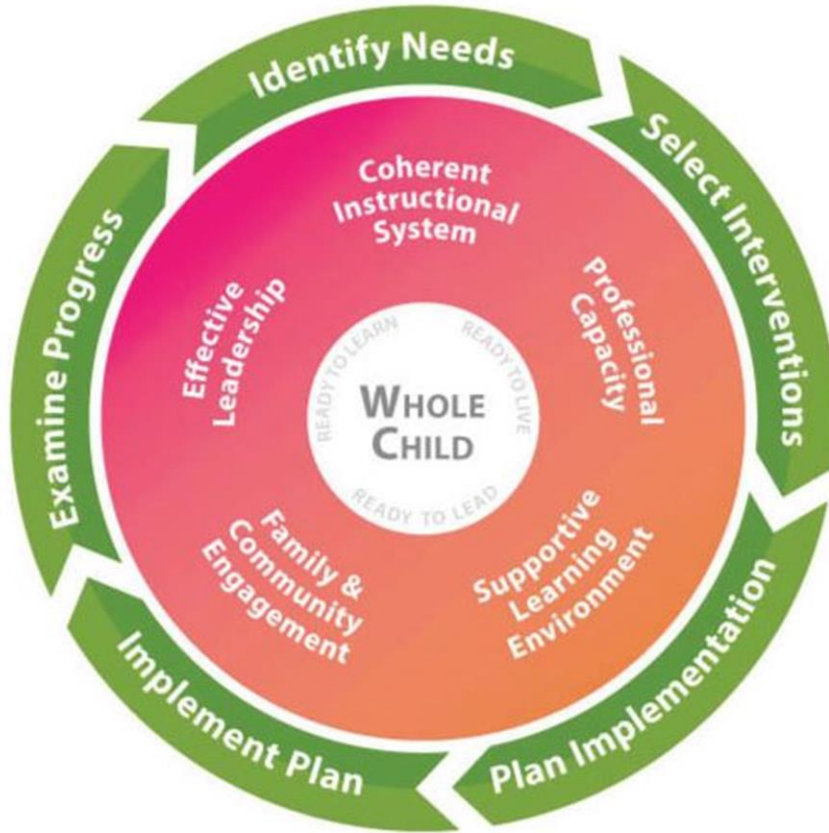 Identify Needs
Select Interventions
Plan Implementation
Implement Plan
Examine Progress
Coherent
Instructional
System
Professional
Capacity
Supportive
Learning
Environment
Family &
Community
Engagement
Effective
Leadership
READY TO LEARN
READY TO LIVE
READY TO LEAD
WHOLE
CHILD